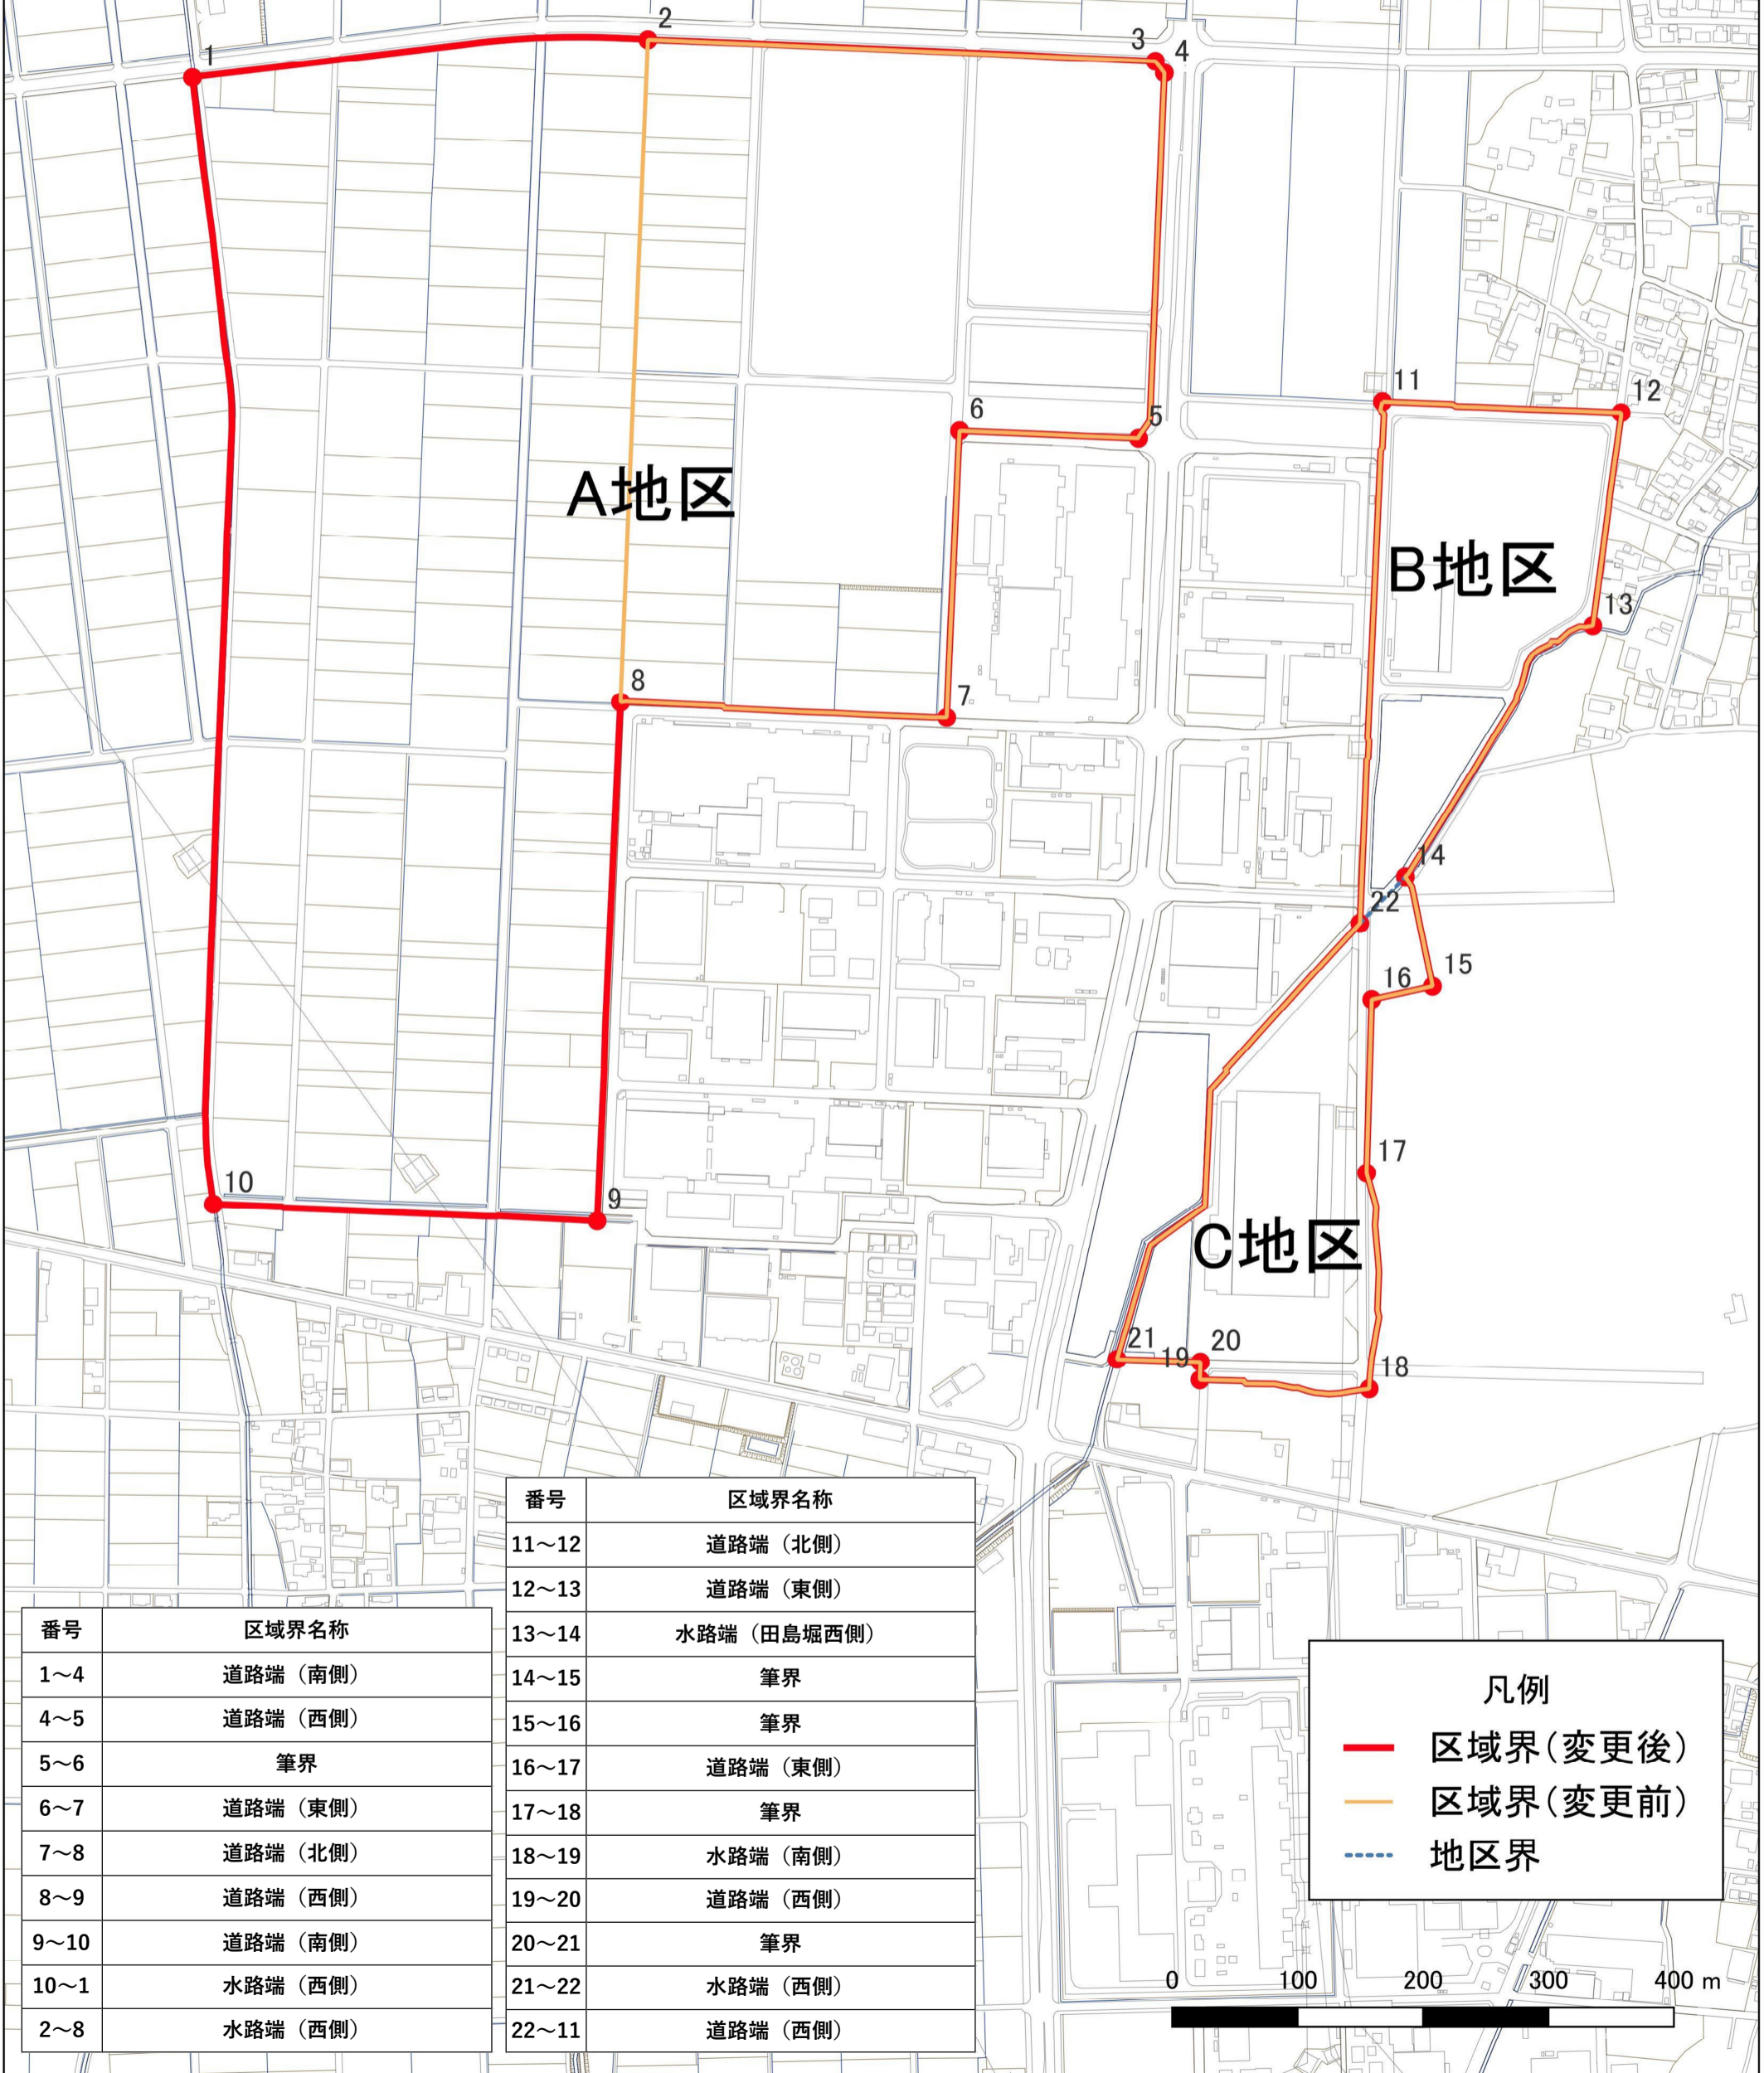 1
2
3
4
5
6
7
8
9
10
11
12
13
14
15
16
17
18
19
20
21
22
A地区
B地区
C地区
番号 区域界名称
1～4 道路端（南側）
4～5 道路端（西側）
5～6 筆界
6～7 道路端（東側）
7～8 道路端（北側）
8～9 道路端（西側）
9～10 道路端（南側）
10～1 水路端（西側）
2～8 水路端（西側）
番号 区域界名称
11～12 道路端（北側）
12～13 道路端（東側）
13～14 水路端（田島堀西側）
14～15 筆界
15～16 筆界
16～17 道路端（東側）
17～18 筆界
18～19 水路端（南側）
19～20 道路端（西側）
20～21 筆界
21～22 水路端（西側）
22～11 道路端（西側）
凡例
区域界（変更後）
区域界（変更前）
地区界
0 100 200 300 400 m